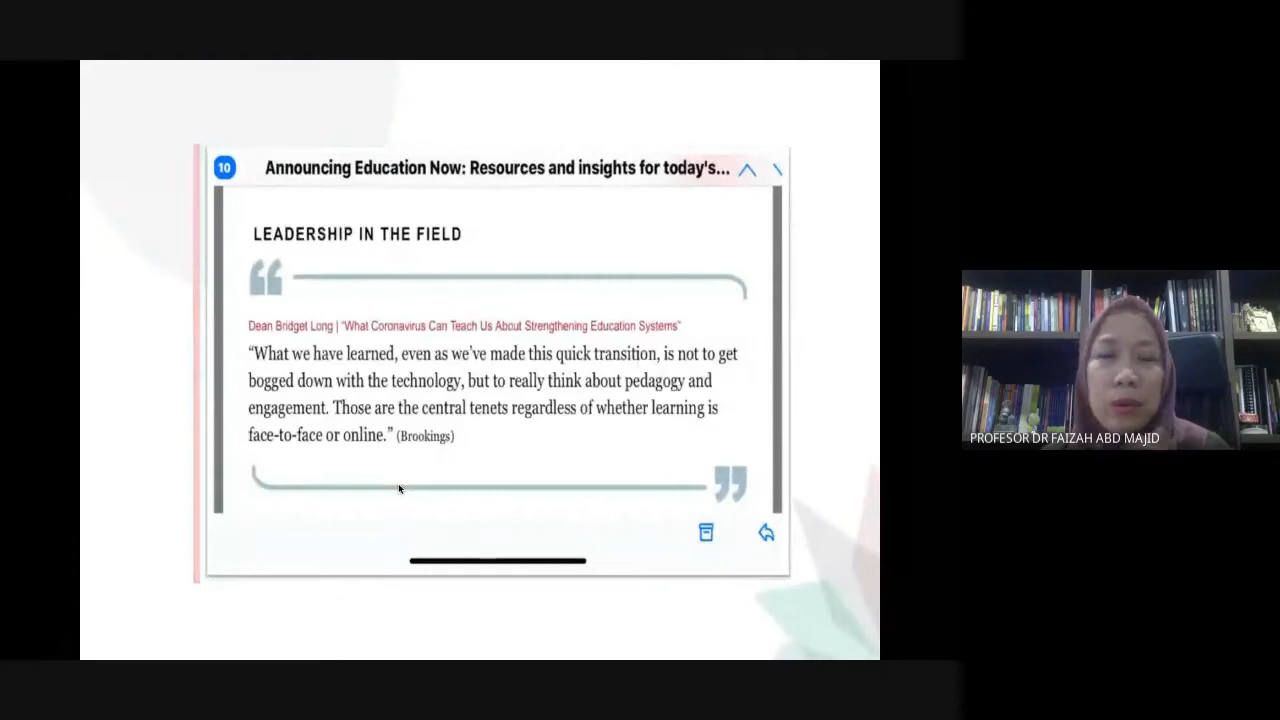 10
Announcing Education Now: Resources and insights for today's...
LEADERSHIP IN THE FIELD
“
Dean Bridget Long | “What Coronavirus Can Teach Us About Strengthening Education Systems”
“What we have learned, even as we’ve made this quick transition, is not to get
bogged down with the technology, but to really think about pedagogy and
engagement. Those are the central tenets regardless of whether learning is
face-to-face or online.” (Brookings)
”
PROFESOR DR FAIZAH ABD MAJID